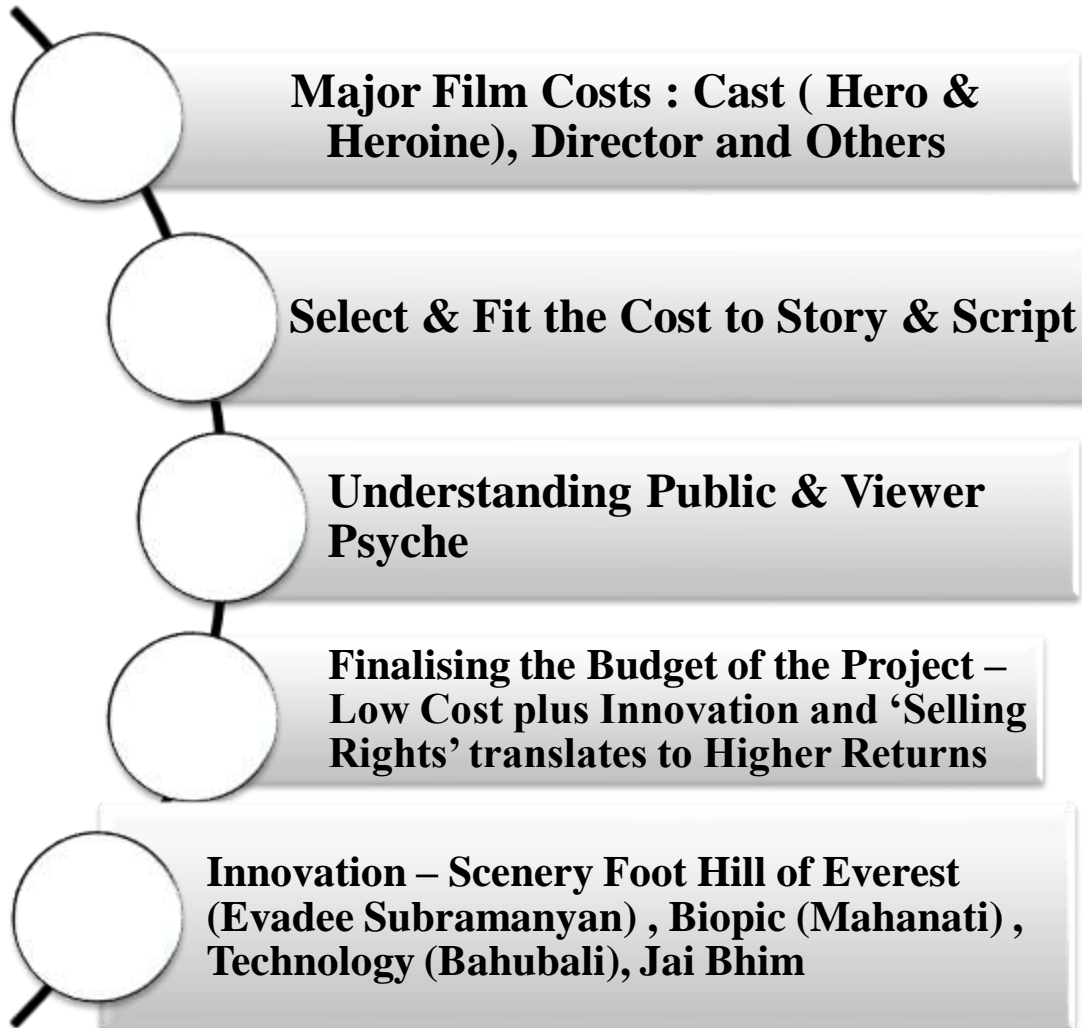 Major Film Costs : Cast ( Hero &
Heroine), Director and Others
Select & Fit the Cost to Story & Script
Understanding Public & Viewer
Psyche
Finalising the Budget of the Project –
Low Cost plus Innovation and ‘Selling
Rights’ translates to Higher Returns
Innovation – Scenery Foot Hill of Everest
(Evadee Subramanyan) , Biopic (Mahanati) ,
Technology (Bahubali), Jai Bhim